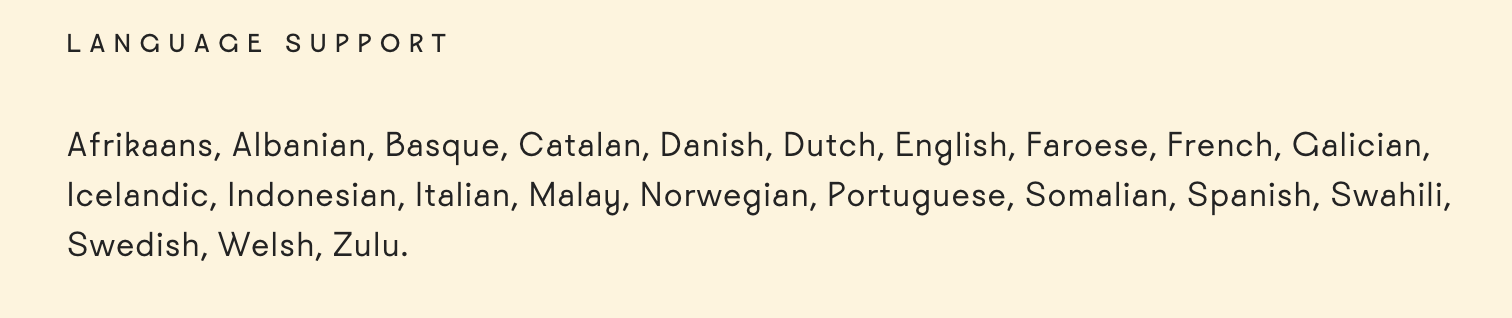 LANGUAGE SUPPORT
Afrikaans, Albanian, Basque, Catalan, Danish, Dutch, English, Faroese, French, Galician,
Icelandic, Indonesian, Italian, Malay, Norwegian, Portuguese, Somalian, Spanish, Swahili,
Swedish, Welsh, Zulu.